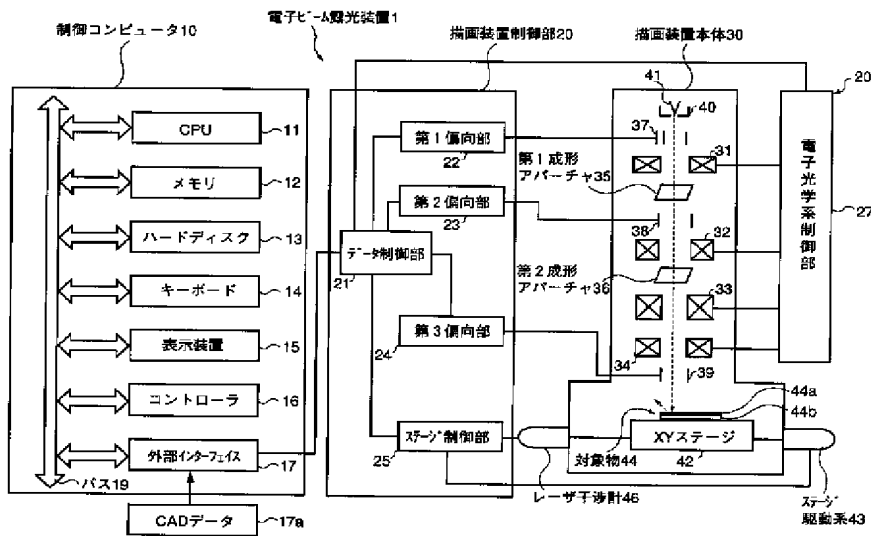 電子ビーム露光装置1
制御コンピュータ10
描画装置制御部20
描画装置本体30
CPU
11
メモリ
12
ハードディスク
13
キーボード
14
表示装置
15
コントローラ
16
外部インターフェイス
17
バス19
CADデータ
17a
第1偏向部
22
第2偏向部
23
データ制御部
21
第3偏向部
24
ステージ制御部
25
41
40
37
31
第1成形
アパーチャ35
38
32
第2成形
アパーチャ36
33
34
39
44a
44b
XYステージ
42
対象物44
レーザ干渉計46
ステージ
駆動系43
20
電子光学系制御部
27